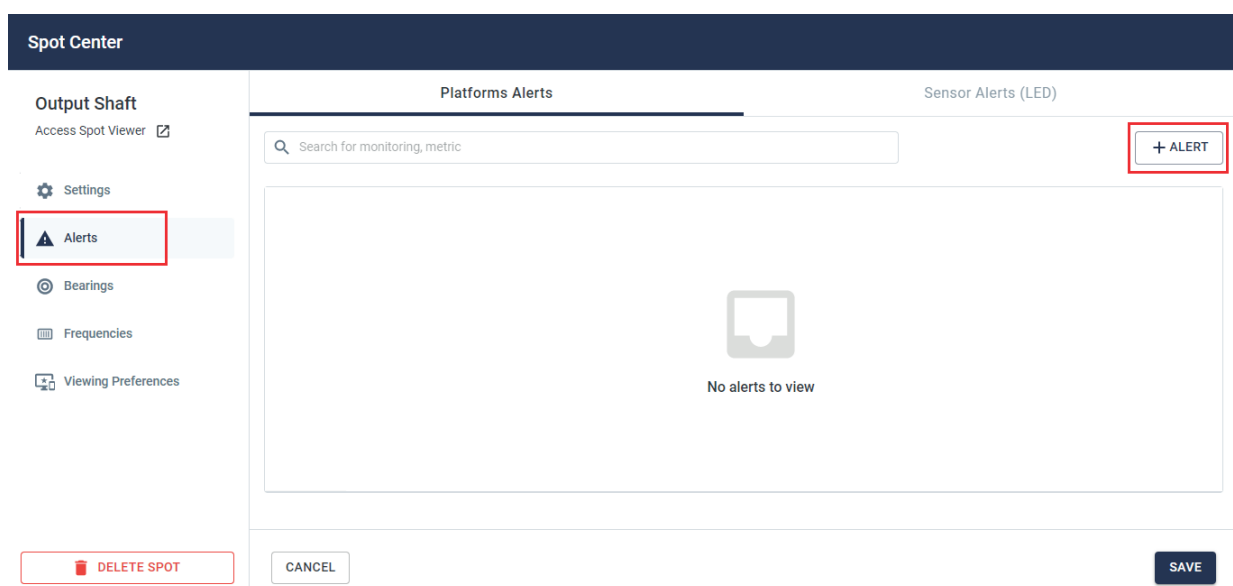 Spot Center
Output Shaft
Access Spot Viewer
Settings
Alerts
Bearings
Frequencies
Viewing Preferences
DELETE SPOT
Platforms Alerts
Sensor Alerts (LED)
Search for monitoring, metric
+ ALERT
No alerts to view
CANCEL
SAVE